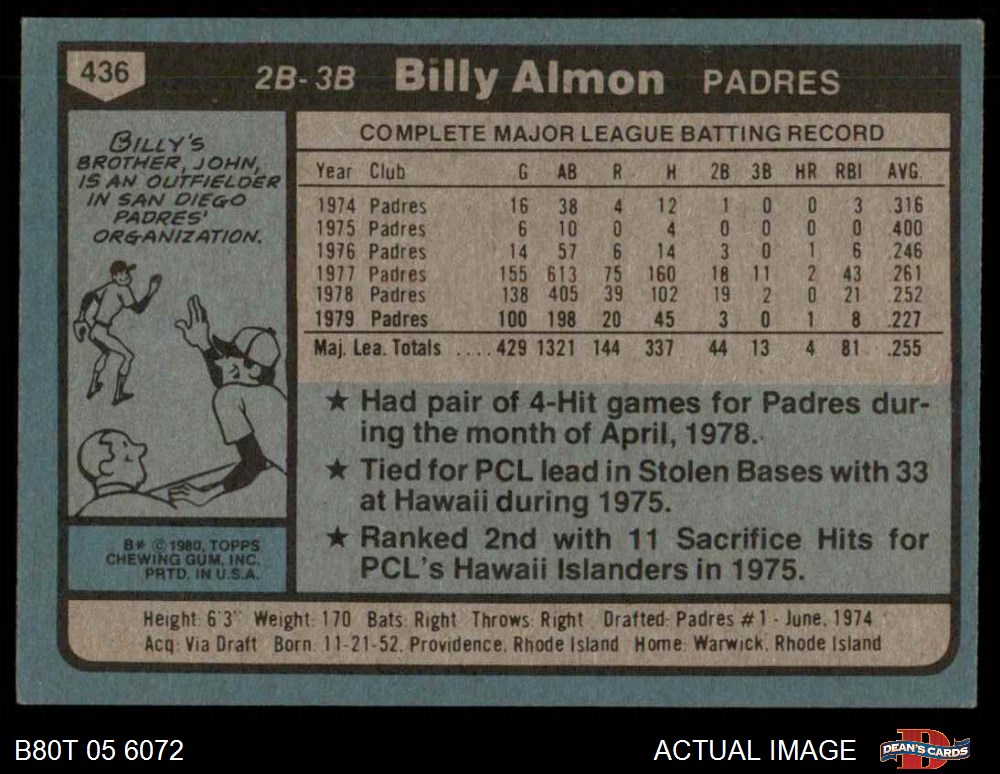 436 2B-3B Billy Almon PADRES
BILLY'S
BROTHER, JOHN,
IS AN OUTFIELDER
IN SAN DIEGO
PADRES'
ORGANIZATION.
B* © 1980, TOPPS
CHEWING GUM, INC.
PRTD. IN U.S.A.
COMPLETE MAJOR LEAGUE BATTING RECORD
Year Club G AB R H 2B 3B HR RBI AVG.
1974 Padres 16 38 4 12 1 0 0 3 .316
1975 Padres 6 10 0 4 0 0 0 0 .400
1976 Padres 14 57 6 14 3 0 1 6 .246
1977 Padres 155 613 75 160 18 11 2 43 .261
1978 Padres 138 405 39 102 19 2 0 21 .252
1979 Padres 100 198 20 45 3 0 1 8 .227
Maj. Lea. Totals ....429 1321 144 337 44 13 4 81 .255
★ Had pair of 4-Hit games for Padres dur-
ing the month of April, 1978.
★ Tied for PCL lead in Stolen Bases with 33
at Hawaii during 1975.
★ Ranked 2nd with 11 Sacrifice Hits for
PCL's Hawaii Islanders in 1975.
Height: 6'3" Weight: 170 Bats: Right Throws: Right Drafted: Padres #1 - June, 1974
Acq: Via Draft Born: 11-21-52, Providence, Rhode Island Home: Warwick, Rhode Island
B80T 05 6072 ACTUAL IMAGE DEAN'S CARDS